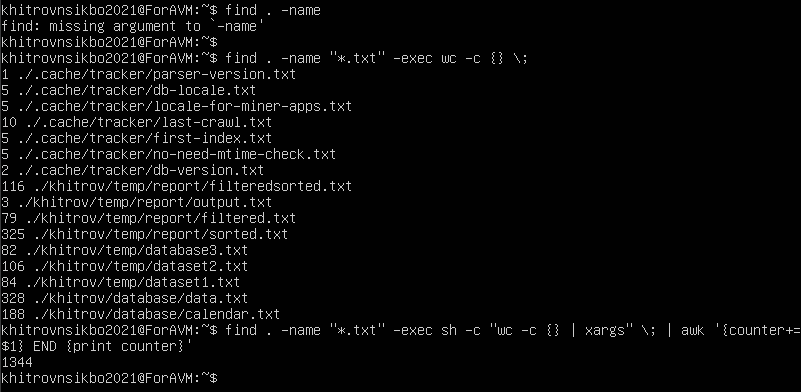 khitrovnsikbo2021@ForAVM:~$ find . -name
find: missing argument to `-name'
khitrovnsikbo2021@ForAVM:~$
khitrovnsikbo2021@ForAVM:~$ find . -name "*.txt" -exec wc -c {} \;
1 ./.cache/tracker/parser-version.txt
5 ./.cache/tracker/db-locale.txt
5 ./.cache/tracker/locale-for-miner-apps.txt
10 ./.cache/tracker/last-crawl.txt
5 ./.cache/tracker/first-index.txt
5 ./.cache/tracker/no-need-mtime-check.txt
2 ./.cache/tracker/db-version.txt
116 ./khitrov/temp/report/filteredsorted.txt
3 ./khitrov/temp/report/output.txt
79 ./khitrov/temp/report/filtered.txt
325 ./khitrov/temp/report/sorted.txt
82 ./khitrov/temp/database3.txt
106 ./khitrov/temp/dataset2.txt
84 ./khitrov/temp/dataset1.txt
328 ./khitrov/database/data.txt
188 ./khitrov/database/calendar.txt
khitrovnsikbo2021@ForAVM:~$ find . -name "*.txt" -exec sh -c "wc -c {} | xargs" \; | awk '{counter+=
$1} END {print counter}'
1344
khitrovnsikbo2021@ForAVM:~$